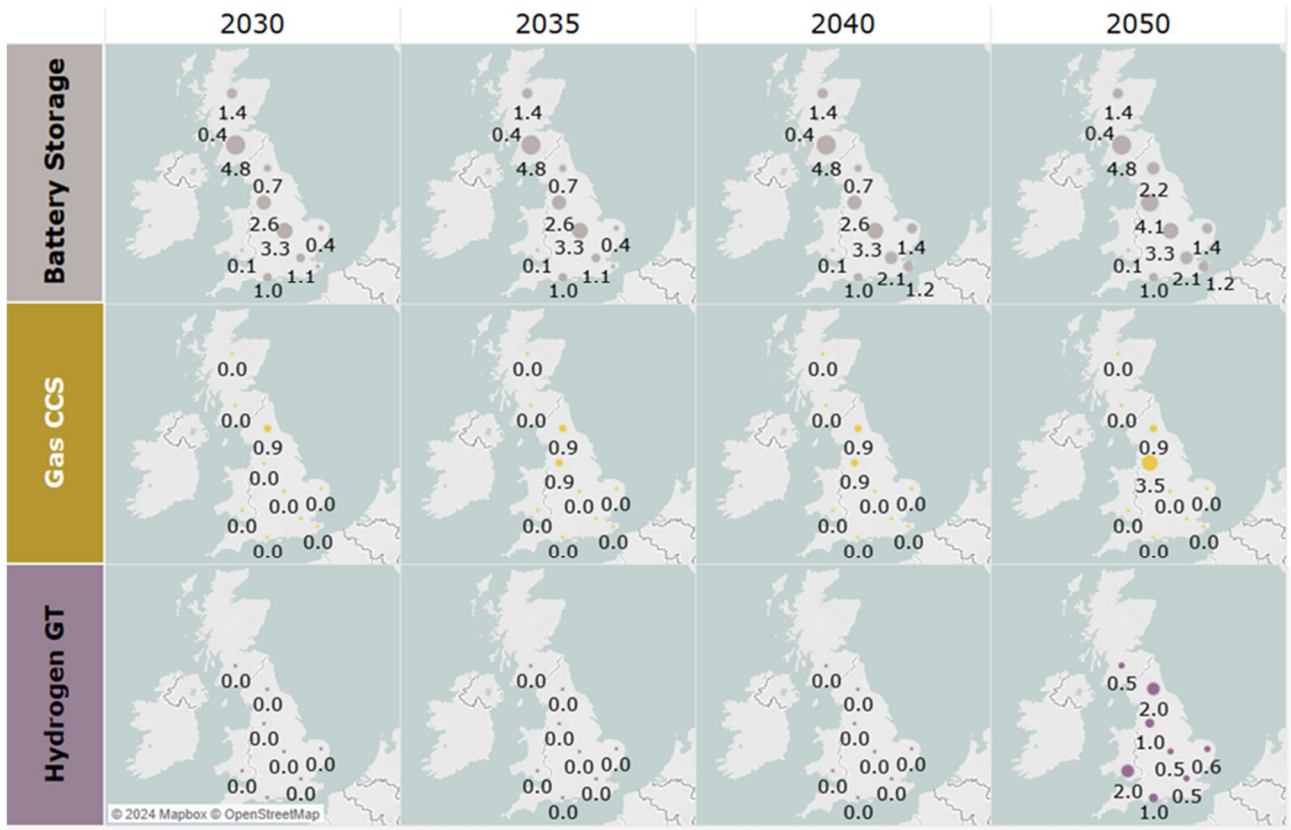 2030 2035 2040 2050
Battery Storage
1.4 1.4 1.4 1.4
0.4 0.4 0.4 0.4
4.8 4.8 4.8 4.8
0.7 0.7 0.7 2.2
2.6 2.6 2.6 4.1
3.3 0.4 3.3 0.4 3.3 1.4 3.3 1.4
0.1 1.1 0.1 1.1 0.1 2.1 1.2 0.1 2.1 1.2
1.0 1.0 1.0 1.0
Gas CCS
0.0 0.0 0.0 0.0
0.0 0.0 0.0 0.0
0.9 0.9 0.9 0.9
0.0 0.9 0.9 3.5
0.0 0.0 0.0 0.0 0.0 0.0 0.0 0.0
0.0 0.0 0.0 0.0 0.0 0.0 0.0 0.0
0.0 0.0 0.0 0.0
Hydrogen GT
0.0 0.0 0.0 0.5
0.0 0.0 0.0 2.0
0.0 0.0 0.0 1.0
0.0 0.0 0.0 0.0 0.0 0.0 0.5 0.6
0.0 0.0 0.0 0.0 0.0 0.0 2.0 0.5
0.0 0.0 1.0
© 2024 Mapbox © OpenStreetMap